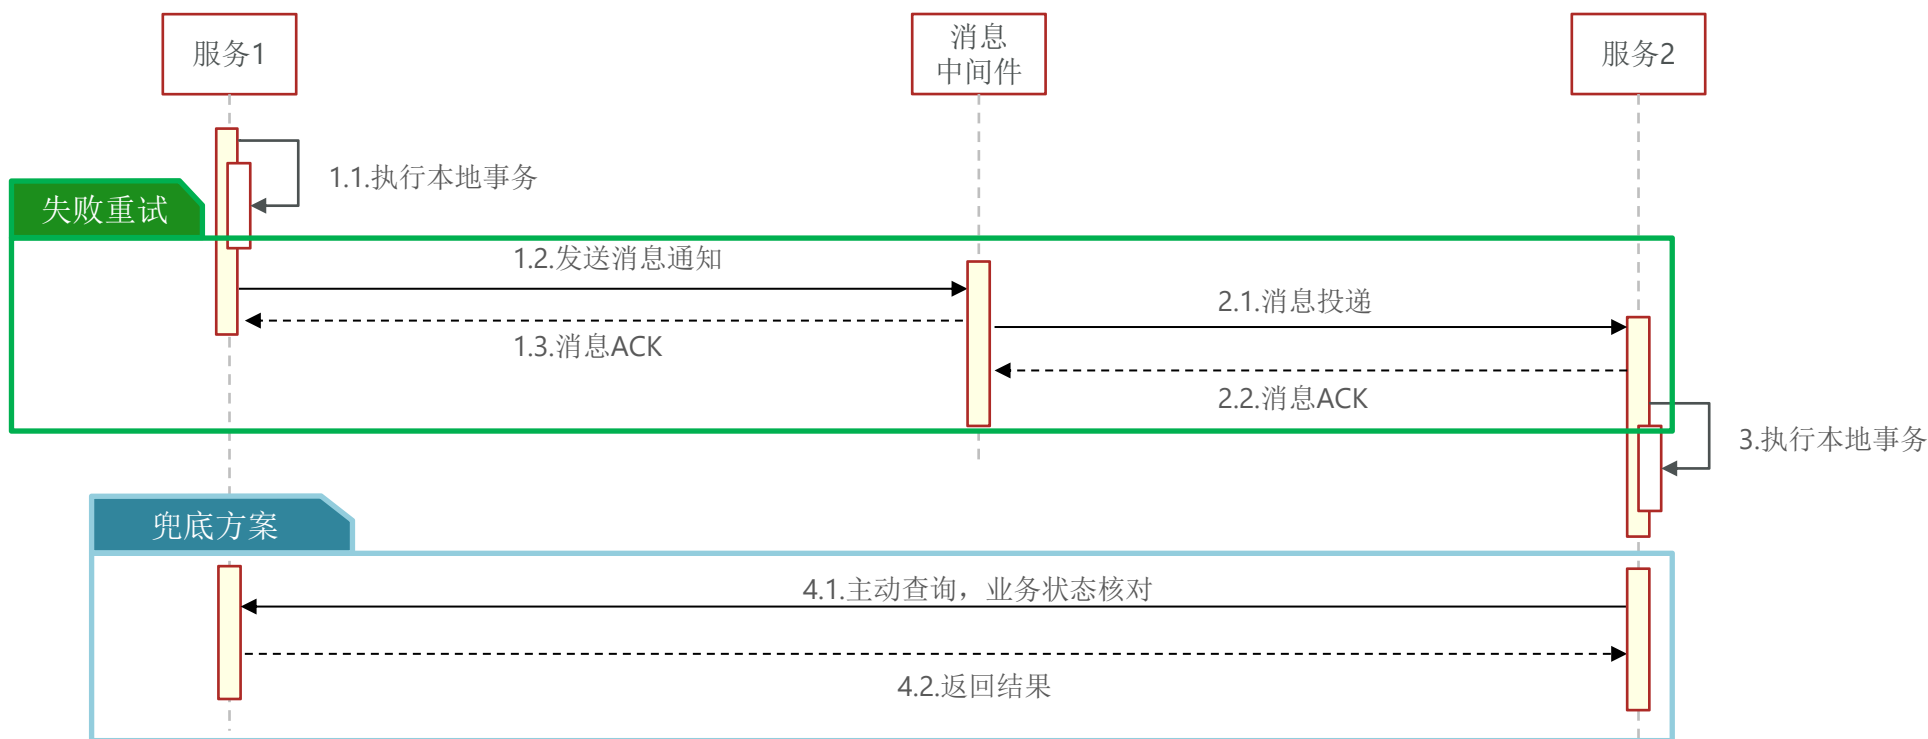 服务1
消息
中间件
服务2
1.1.执行本地事务
失败重试
1.2.发送消息通知
2.1.消息投递
1.3.消息ACK
2.2.消息ACK
3.执行本地事务
兜底方案
4.1.主动查询，业务状态核对
4.2.返回结果